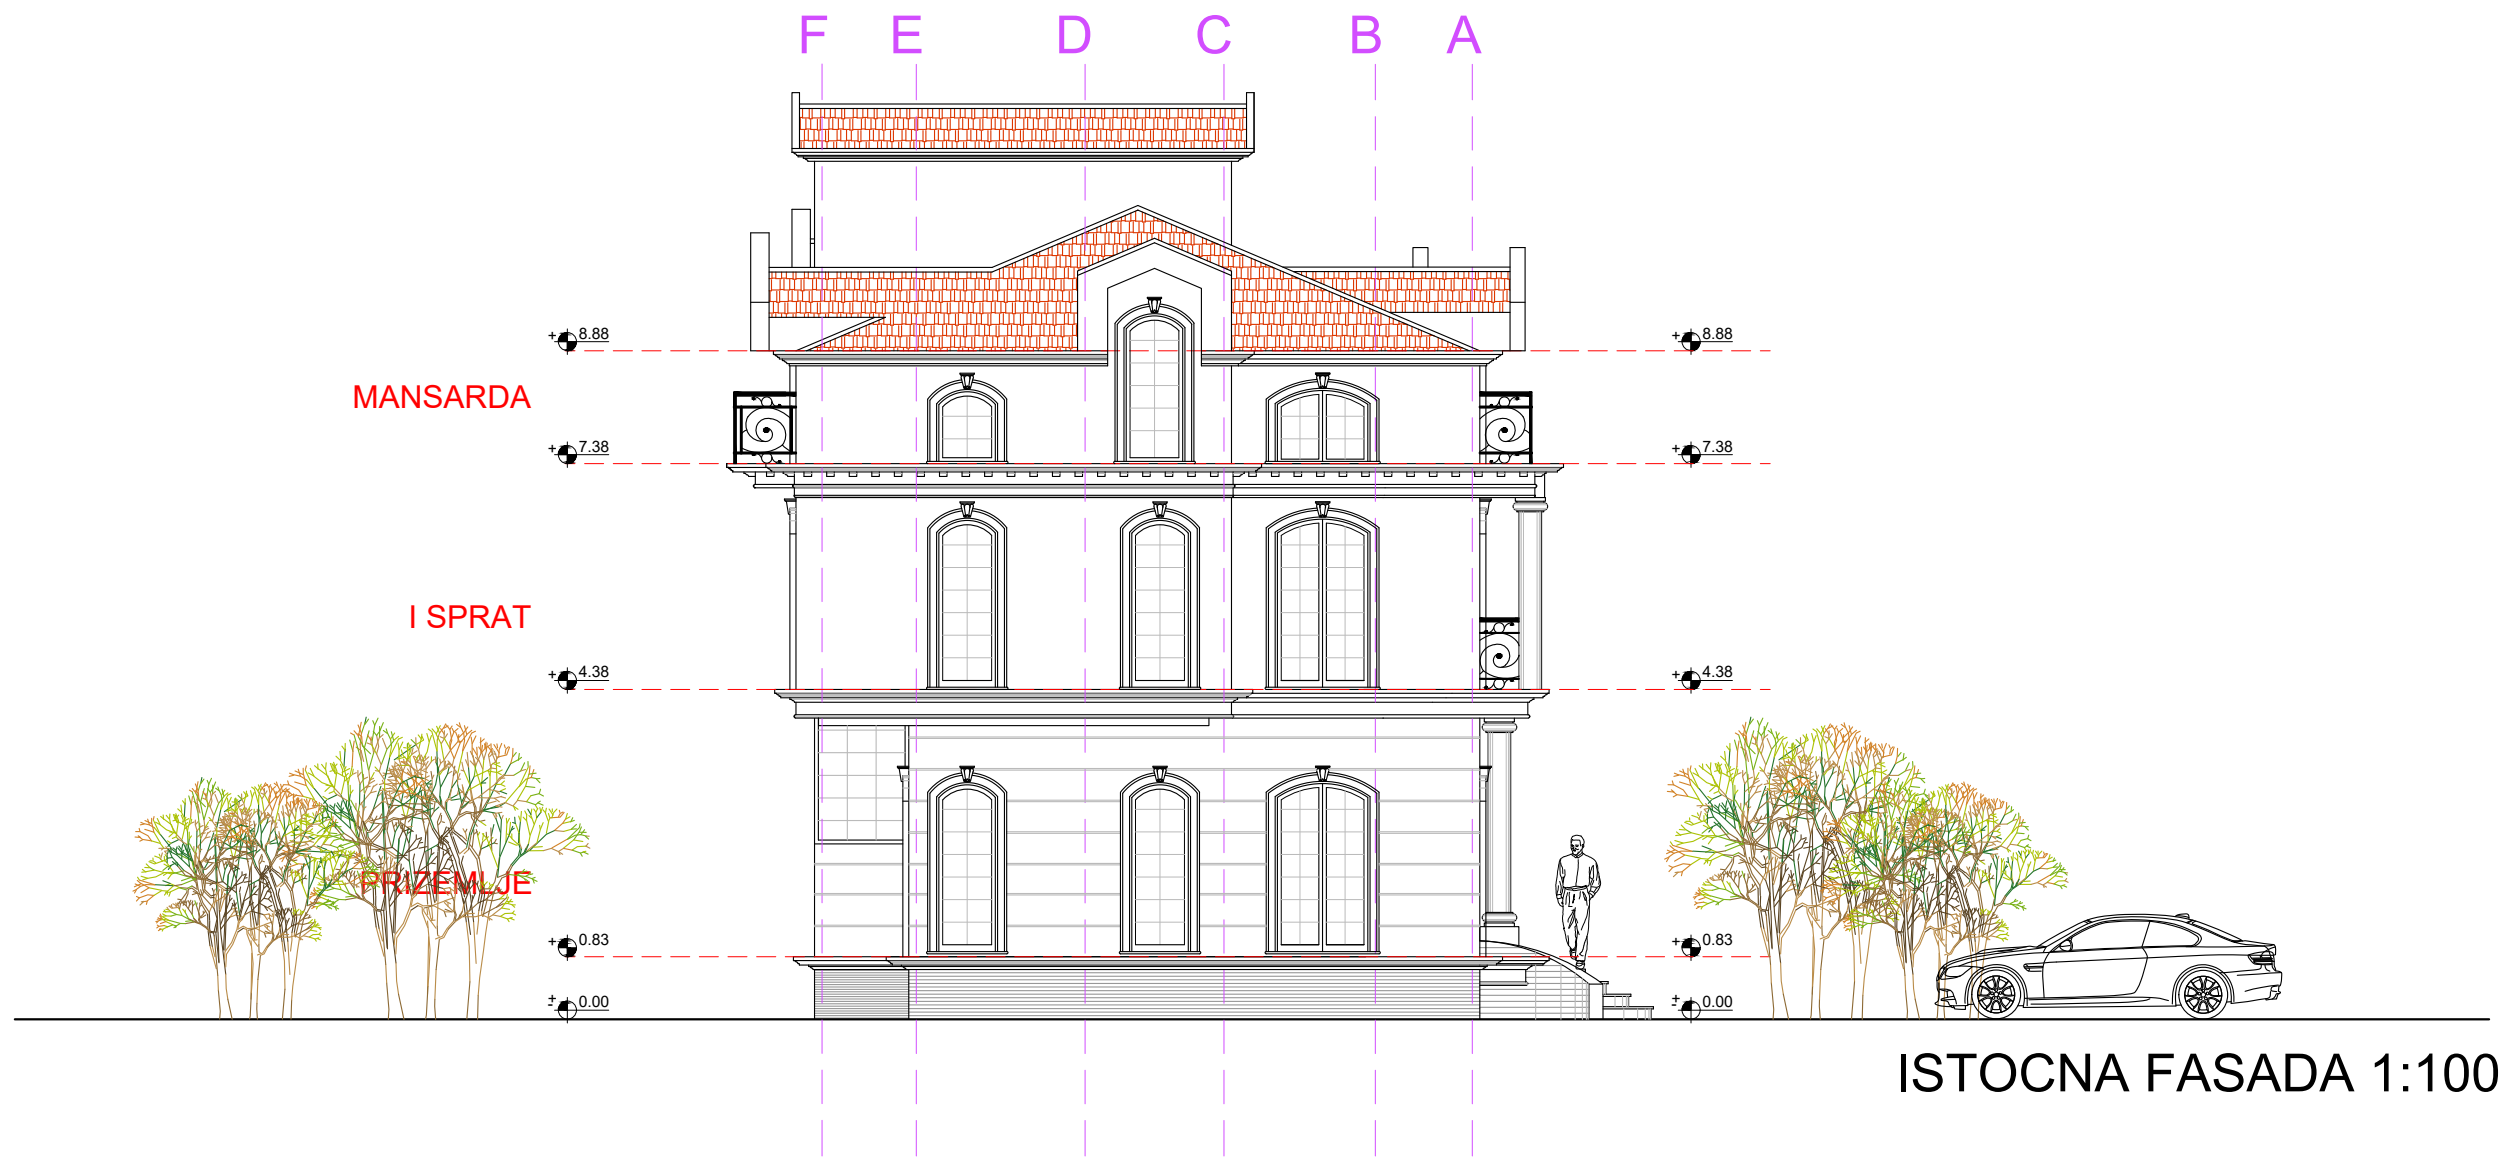 F E D C B A
+ 8.88
+ 8.88
MANSARDA
+ 7.38
+ 7.38
I SPRAT
+ 4.38
+ 4.38
PRIZEMLJE
+ 0.83
+ 0.83
± 0.00
± 0.00
ISTOCNA FASADA 1:100